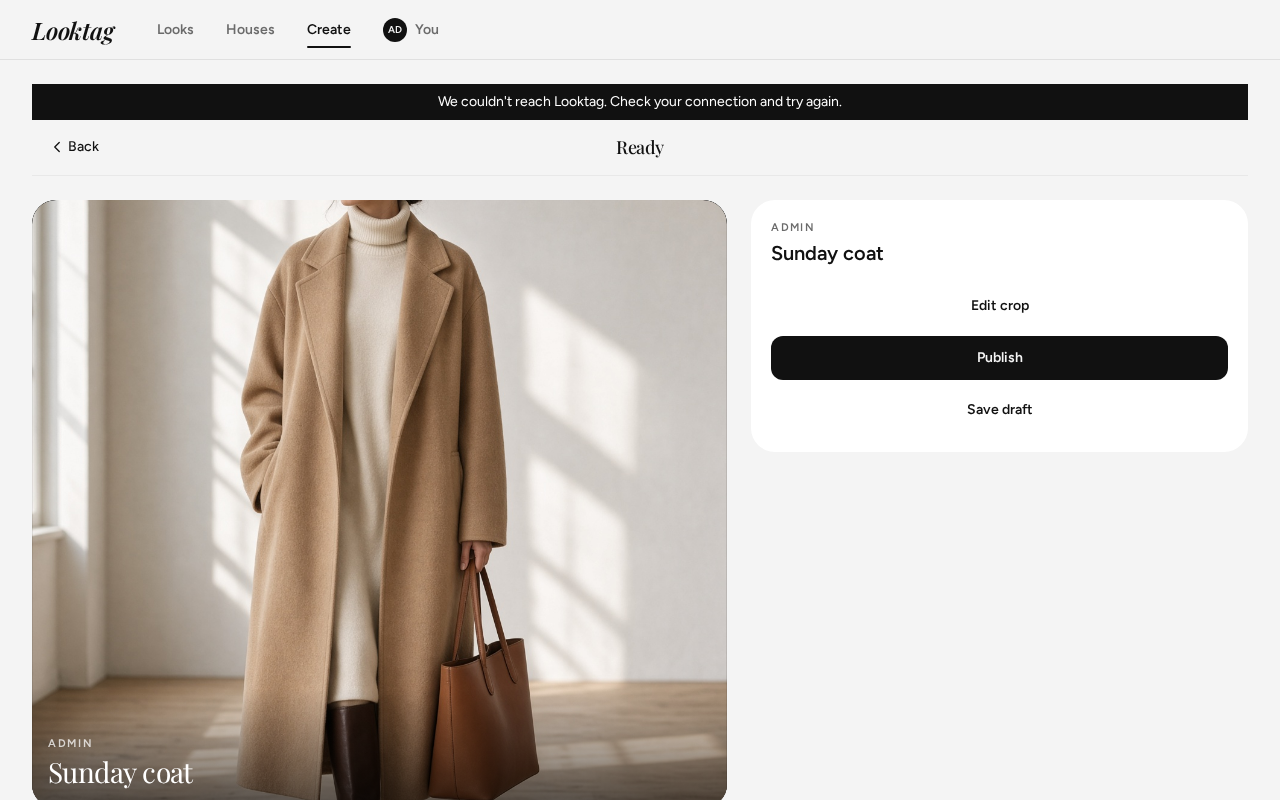 Looktag
Looks
Houses
Create
AD
You
We couldn't reach Looktag. Check your connection and try again.
Back
Ready
ADMIN
Sunday coat
ADMIN
Sunday coat
Edit crop
Publish
Save draft